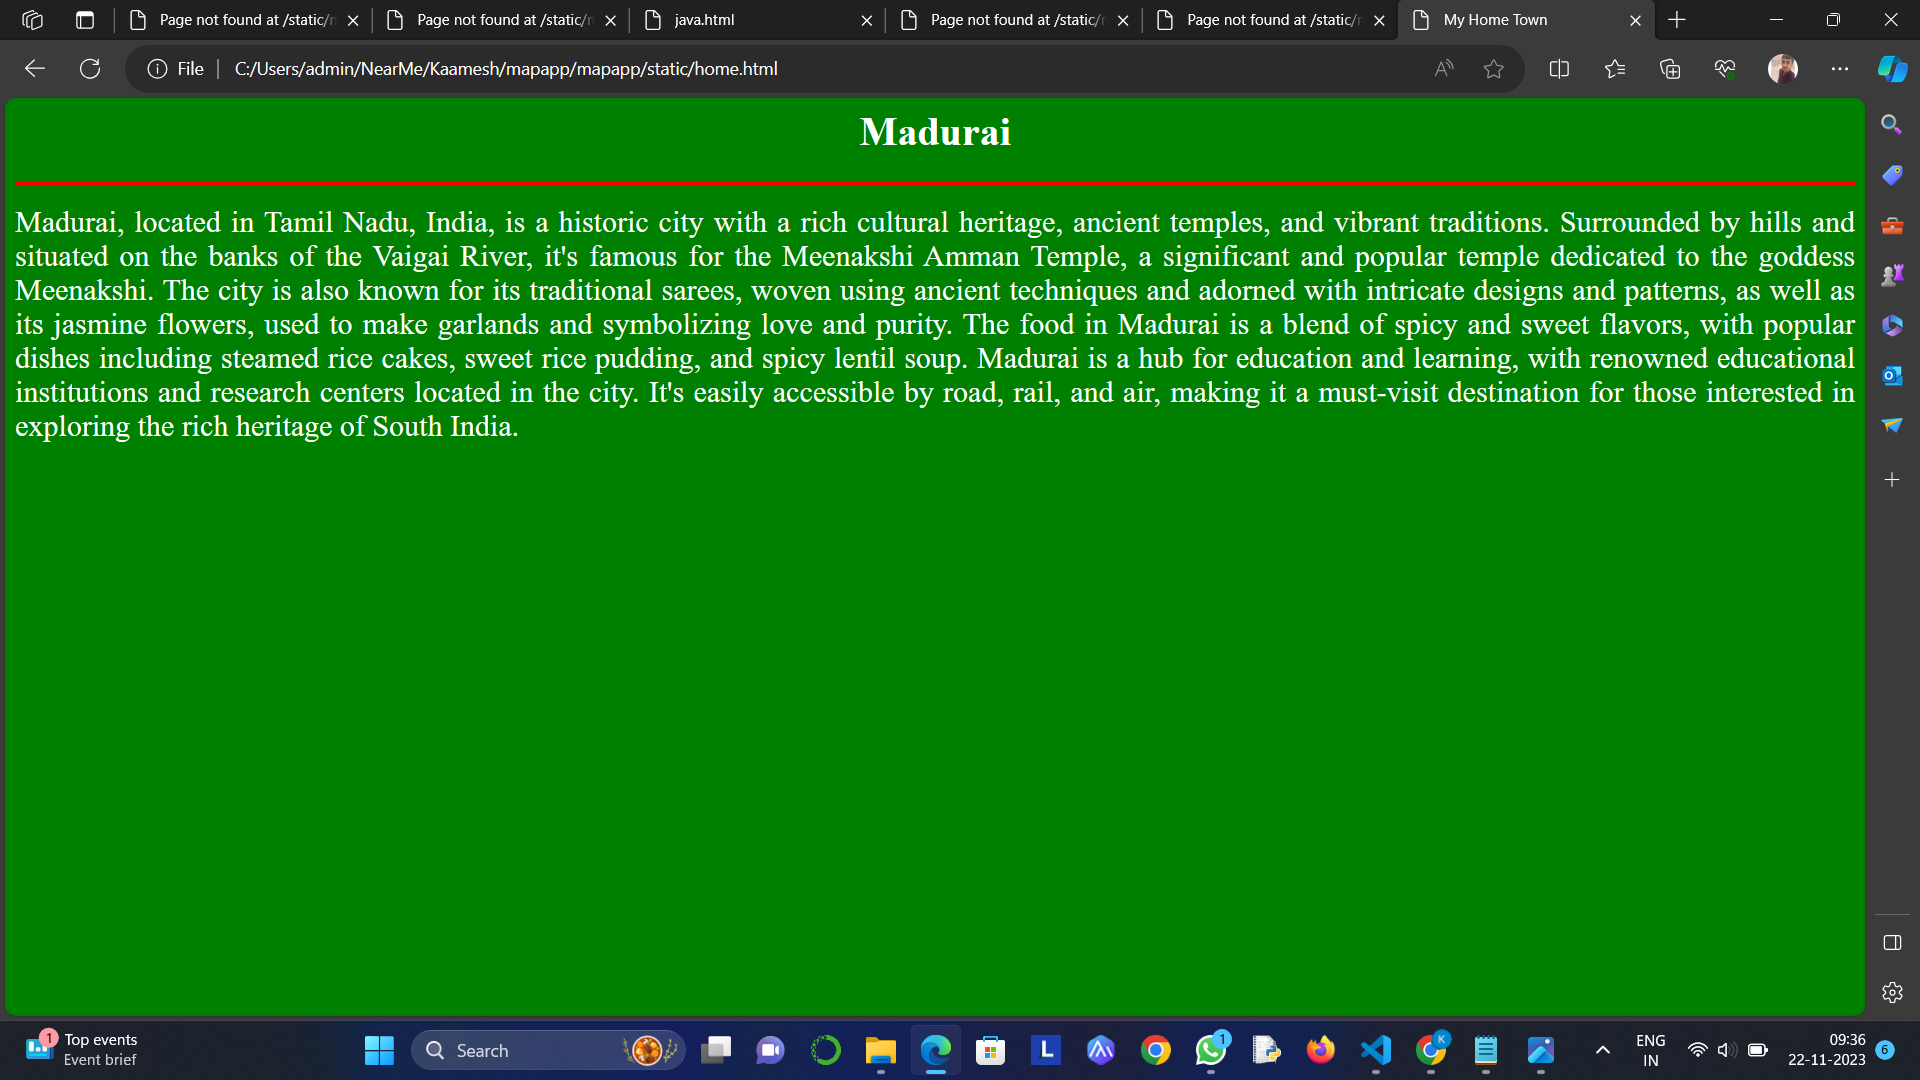 Page not found at /static/
Page not found at /static/
java.html
Page not found at /static/
Page not found at /static/
My Home Town
File
C:/Users/admin/NearMe/Kaamesh/mapapp/mapapp/static/home.html
Madurai
Madurai, located in Tamil Nadu, India, is a historic city with a rich cultural heritage, ancient temples, and vibrant traditions. Surrounded by hills and
situated on the banks of the Vaigai River, it's famous for the Meenakshi Amman Temple, a significant and popular temple dedicated to the goddess
Meenakshi. The city is also known for its traditional sarees, woven using ancient techniques and adorned with intricate designs and patterns, as well as
its jasmine flowers, used to make garlands and symbolizing love and purity. The food in Madurai is a blend of spicy and sweet flavors, with popular
dishes including steamed rice cakes, sweet rice pudding, and spicy lentil soup. Madurai is a hub for education and learning, with renowned educational
institutions and research centers located in the city. It's easily accessible by road, rail, and air, making it a must-visit destination for those interested in
exploring the rich heritage of South India.
1
Top events
Event brief
Search
L
1
K
ENG
IN
09:36
22-11-2023
6